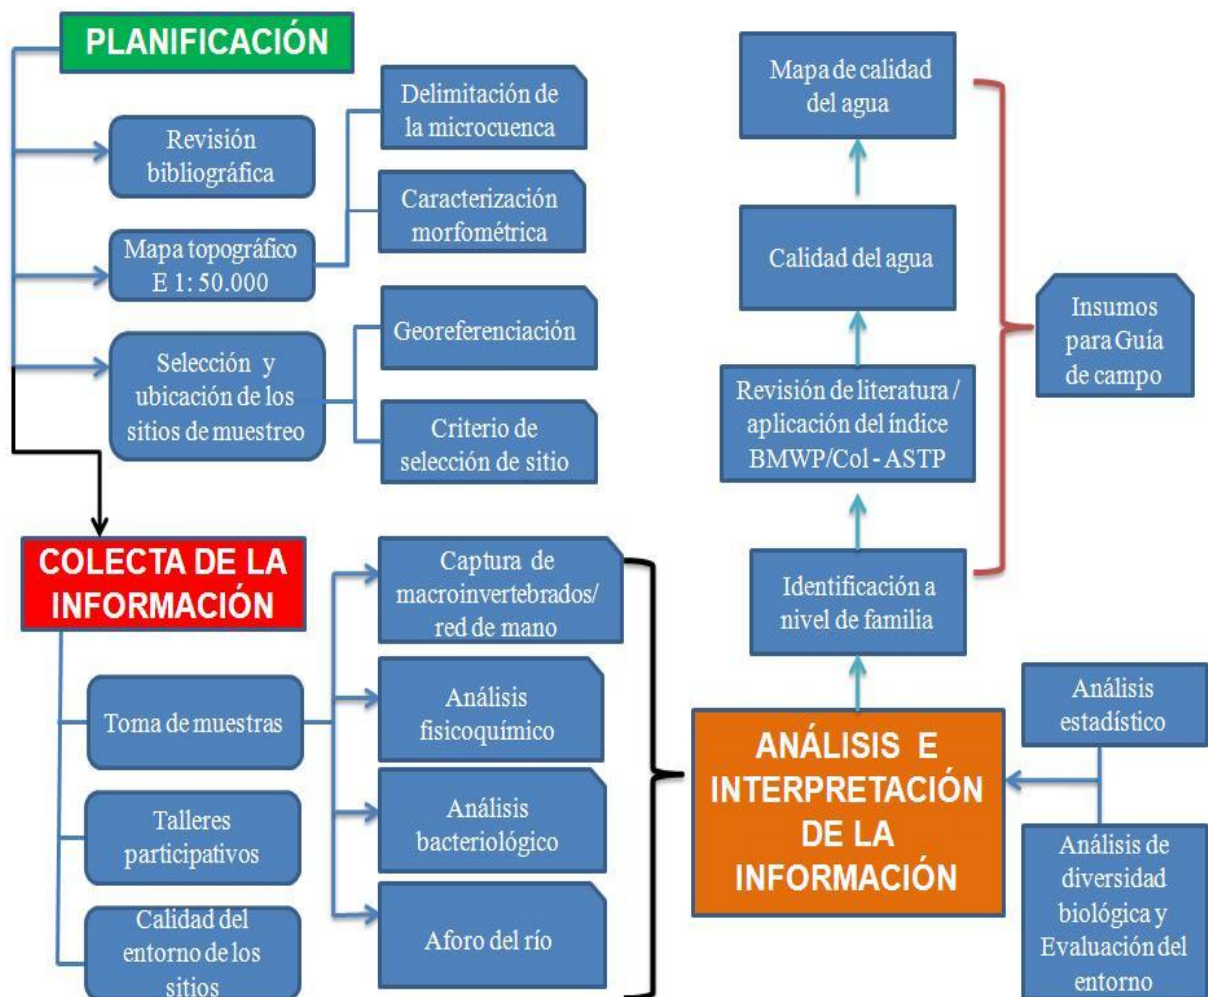 PLANIFICACIÓN
Revisión
bibliográfica
Mapa topográfico
E 1: 50.000
Delimitación de
la microcuenca
Caracterización
morfométrica
Selección y
ubicación de los
sitios de muestreo
Georeferenciación
Criterio de
selección de sitio
COLECTA DE LA
INFORMACIÓN
Toma de muestras
Talleres
participativos
Calidad del
entorno de los
sitios
Captura de
macroinvertebrados/
red de mano
Análisis
fisicoquímico
Análisis
bacteriológico
Aforo del río
ANÁLISIS E
INTERPRETACIÓN
DE LA
INFORMACIÓN
Análisis
estadístico
Análisis de
diversidad
biológica y
Evaluación del
entorno
Identificación a
nivel de familia
Revisión de literatura /
aplicación del índice
BMWP/Col - ASTP
Calidad del agua
Mapa de calidad
del agua
Insumos
para Guía
de campo